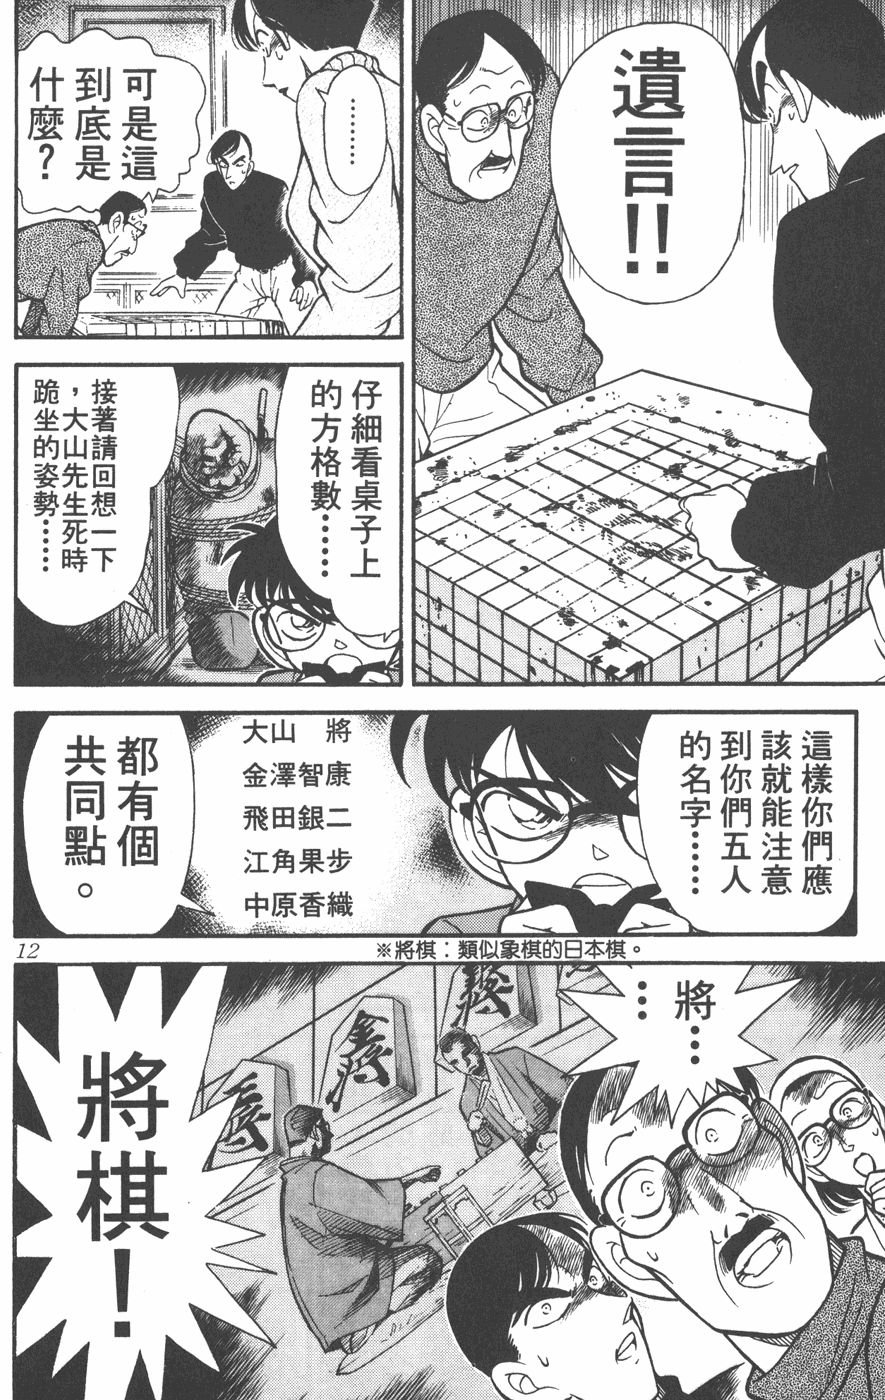 遺言!!
………
可是這
到底是
什麼？
仔細看桌子上
的方格數……
接著請回想一下
，大山先生死時
跪坐的姿勢……
這樣你們應
該就能注意
到你們五人
的名字……
大山　將
金澤智康
飛田銀二
江角果步
中原香織
都有個
共同點。
12
※將棋：類似象棋的日本棋。
…將…
…
將棋！